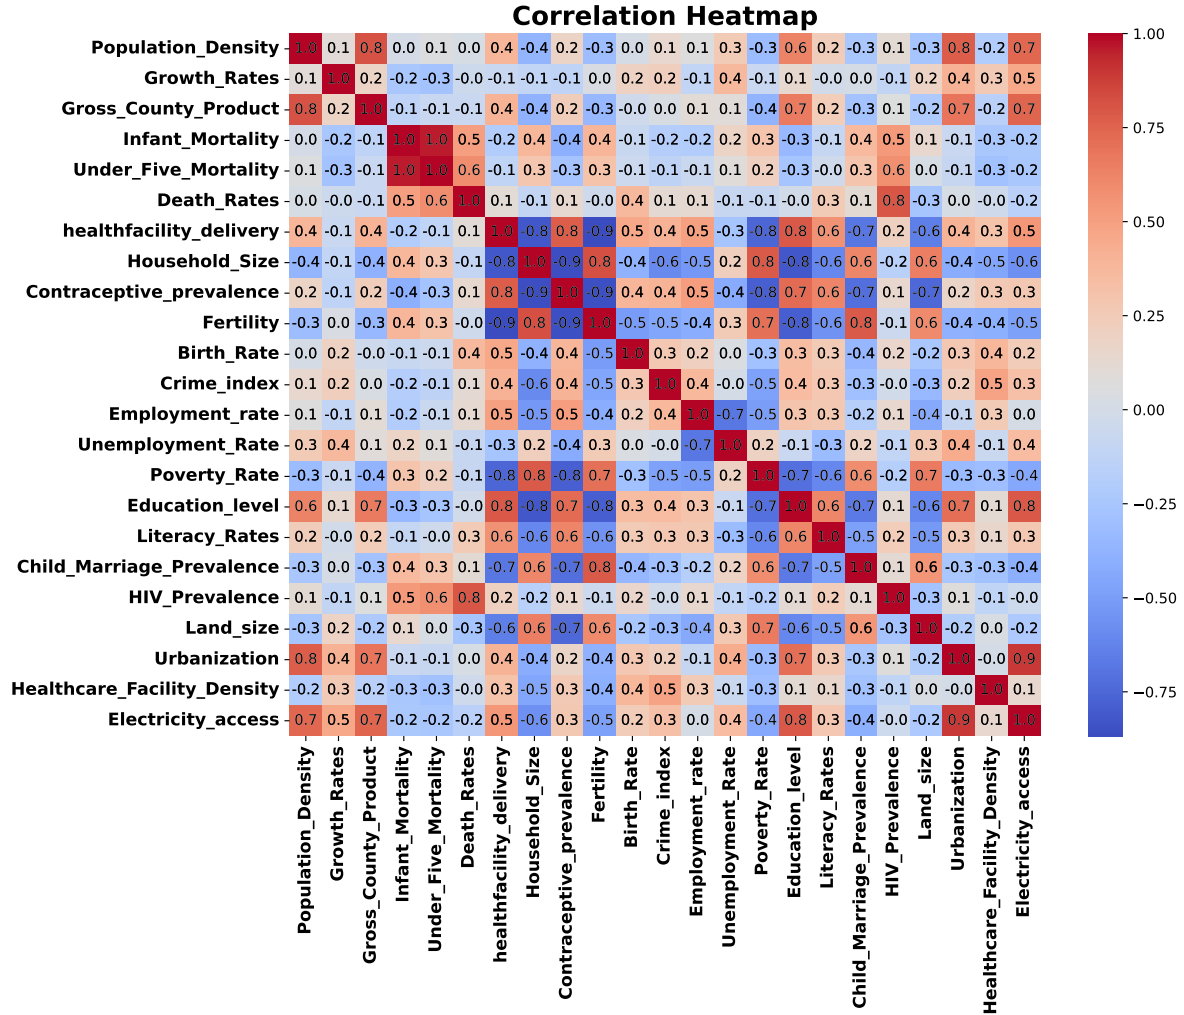 Correlation Heatmap
Population_Density 1.0 0.1 0.8 0.0 0.1 0.0 0.4 -0.4 0.2 -0.3 0.0 0.1 0.1 0.3 -0.3 0.6 0.2 -0.3 0.1 -0.3 0.8 -0.2 0.7
Growth_Rates 0.1 1.0 0.2 -0.2 -0.3 -0.0 -0.1 -0.1 -0.1 0.0 0.2 0.2 -0.1 0.4 -0.1 0.1 -0.0 0.0 -0.1 0.2 0.4 0.3 0.5
Gross_County_Product 0.8 0.2 1.0 -0.1 -0.1 -0.1 0.4 -0.4 0.2 -0.3 -0.0 0.0 0.1 0.1 -0.4 0.7 0.2 -0.3 0.1 -0.2 0.7 -0.2 0.7
Infant_Mortality 0.0 -0.2 -0.1 1.0 1.0 0.5 -0.2 0.4 -0.4 0.4 -0.1 -0.2 -0.2 0.2 0.3 -0.3 -0.1 0.4 0.5 0.1 -0.1 -0.3 -0.2
Under_Five_Mortality 0.1 -0.3 -0.1 1.0 1.0 0.6 -0.1 0.3 -0.3 0.3 -0.1 -0.1 -0.1 0.1 0.2 -0.3 -0.0 0.3 0.6 0.0 -0.1 -0.3 -0.2
Death_Rates 0.0 -0.0 -0.1 0.5 0.6 1.0 0.1 -0.1 0.1 -0.0 0.4 0.1 0.1 -0.1 -0.1 -0.0 0.3 0.1 0.8 -0.3 0.0 -0.0 -0.2
healthfacility_delivery 0.4 -0.1 0.4 -0.2 -0.1 0.1 1.0 -0.8 0.8 -0.9 0.5 0.4 0.5 -0.3 -0.8 0.8 0.6 -0.7 0.2 -0.6 0.4 0.3 0.5
Household_Size -0.4 -0.1 -0.4 0.4 0.3 -0.1 -0.8 1.0 -0.9 0.8 -0.4 -0.6 -0.5 0.2 0.8 -0.8 -0.6 0.6 -0.2 0.6 -0.4 -0.5 -0.6
Contraceptive_prevalence 0.2 -0.1 0.2 -0.4 -0.3 0.1 0.8 -0.9 1.0 -0.9 0.4 0.4 0.5 -0.4 -0.8 0.7 0.6 -0.7 0.1 -0.7 0.2 0.3 0.3
Fertility -0.3 0.0 -0.3 0.4 0.3 -0.0 -0.9 0.8 -0.9 1.0 -0.5 -0.5 -0.4 0.3 0.7 -0.8 -0.6 0.8 -0.1 0.6 -0.4 -0.4 -0.5
Birth_Rate 0.0 0.2 -0.0 -0.1 -0.1 0.4 0.5 -0.4 0.4 -0.5 1.0 0.3 0.2 0.0 -0.3 0.3 0.3 -0.4 0.2 -0.2 0.3 0.4 0.2
Crime_index 0.1 0.2 0.0 -0.2 -0.1 0.1 0.4 -0.6 0.4 -0.5 0.3 1.0 0.4 -0.0 -0.5 0.4 0.3 -0.3 -0.0 -0.3 0.2 0.5 0.3
Employment_rate 0.1 -0.1 0.1 -0.2 -0.1 0.1 0.5 -0.5 0.5 -0.4 0.2 0.4 1.0 -0.7 -0.5 0.3 0.3 -0.2 0.1 -0.4 -0.1 0.3 0.0
Unemployment_Rate 0.3 0.4 0.1 0.2 0.1 -0.1 -0.3 0.2 -0.4 0.3 0.0 -0.0 -0.7 1.0 0.2 -0.1 -0.3 0.2 -0.1 0.3 0.4 -0.1 0.4
Poverty_Rate -0.3 -0.1 -0.4 0.3 0.2 -0.1 -0.8 0.8 -0.8 0.7 -0.3 -0.5 -0.5 0.2 1.0 -0.7 -0.6 0.6 -0.2 0.7 -0.3 -0.3 -0.4
Education_level 0.6 0.1 0.7 -0.3 -0.3 -0.0 0.8 -0.8 0.7 -0.8 0.3 0.4 0.3 -0.1 -0.7 1.0 0.6 -0.7 0.1 -0.6 0.7 0.1 0.8
Literacy_Rates 0.2 -0.0 0.2 -0.1 -0.0 0.3 0.6 -0.6 0.6 -0.6 0.3 0.3 0.3 -0.3 -0.6 0.6 1.0 -0.5 0.2 -0.5 0.3 0.1 0.3
Child_Marriage_Prevalence -0.3 0.0 -0.3 0.4 0.3 0.1 -0.7 0.6 -0.7 0.8 -0.4 -0.3 -0.2 0.2 0.6 -0.7 -0.5 1.0 0.1 0.6 -0.3 -0.3 -0.4
HIV_Prevalence 0.1 -0.1 0.1 0.5 0.6 0.8 0.2 -0.2 0.1 -0.1 0.2 -0.0 0.1 -0.1 -0.2 0.1 0.2 0.1 1.0 -0.3 0.1 -0.1 -0.0
Land_size -0.3 0.2 -0.2 0.1 0.0 -0.3 -0.6 0.6 -0.7 0.6 -0.2 -0.3 -0.4 0.3 0.7 -0.6 -0.5 0.6 -0.3 1.0 -0.2 0.0 -0.2
Urbanization 0.8 0.4 0.7 -0.1 -0.1 0.0 0.4 -0.4 0.2 -0.4 0.3 0.2 -0.1 0.4 -0.3 0.7 0.3 -0.3 0.1 -0.2 1.0 -0.0 0.9
Healthcare_Facility_Density -0.2 0.3 -0.2 -0.3 -0.3 -0.0 0.3 -0.5 0.3 -0.4 0.4 0.5 0.3 -0.1 -0.3 0.1 0.1 -0.3 -0.1 0.0 -0.0 1.0 0.1
Electricity_access 0.7 0.5 0.7 -0.2 -0.2 -0.2 0.5 -0.6 0.3 -0.5 0.2 0.3 0.0 0.4 -0.4 0.8 0.3 -0.4 -0.0 -0.2 0.9 0.1 1.0
Population_Density
Growth_Rates
Gross_County_Product
Infant_Mortality
Under_Five_Mortality
Death_Rates
healthfacility_delivery
Household_Size
Contraceptive_prevalence
Fertility
Birth_Rate
Crime_index
Employment_rate
Unemployment_Rate
Poverty_Rate
Education_level
Literacy_Rates
Child_Marriage_Prevalence
HIV_Prevalence
Land_size
Urbanization
Healthcare_Facility_Density
Electricity_access
1.00
0.75
0.50
0.25
0.00
−0.25
−0.50
−0.75